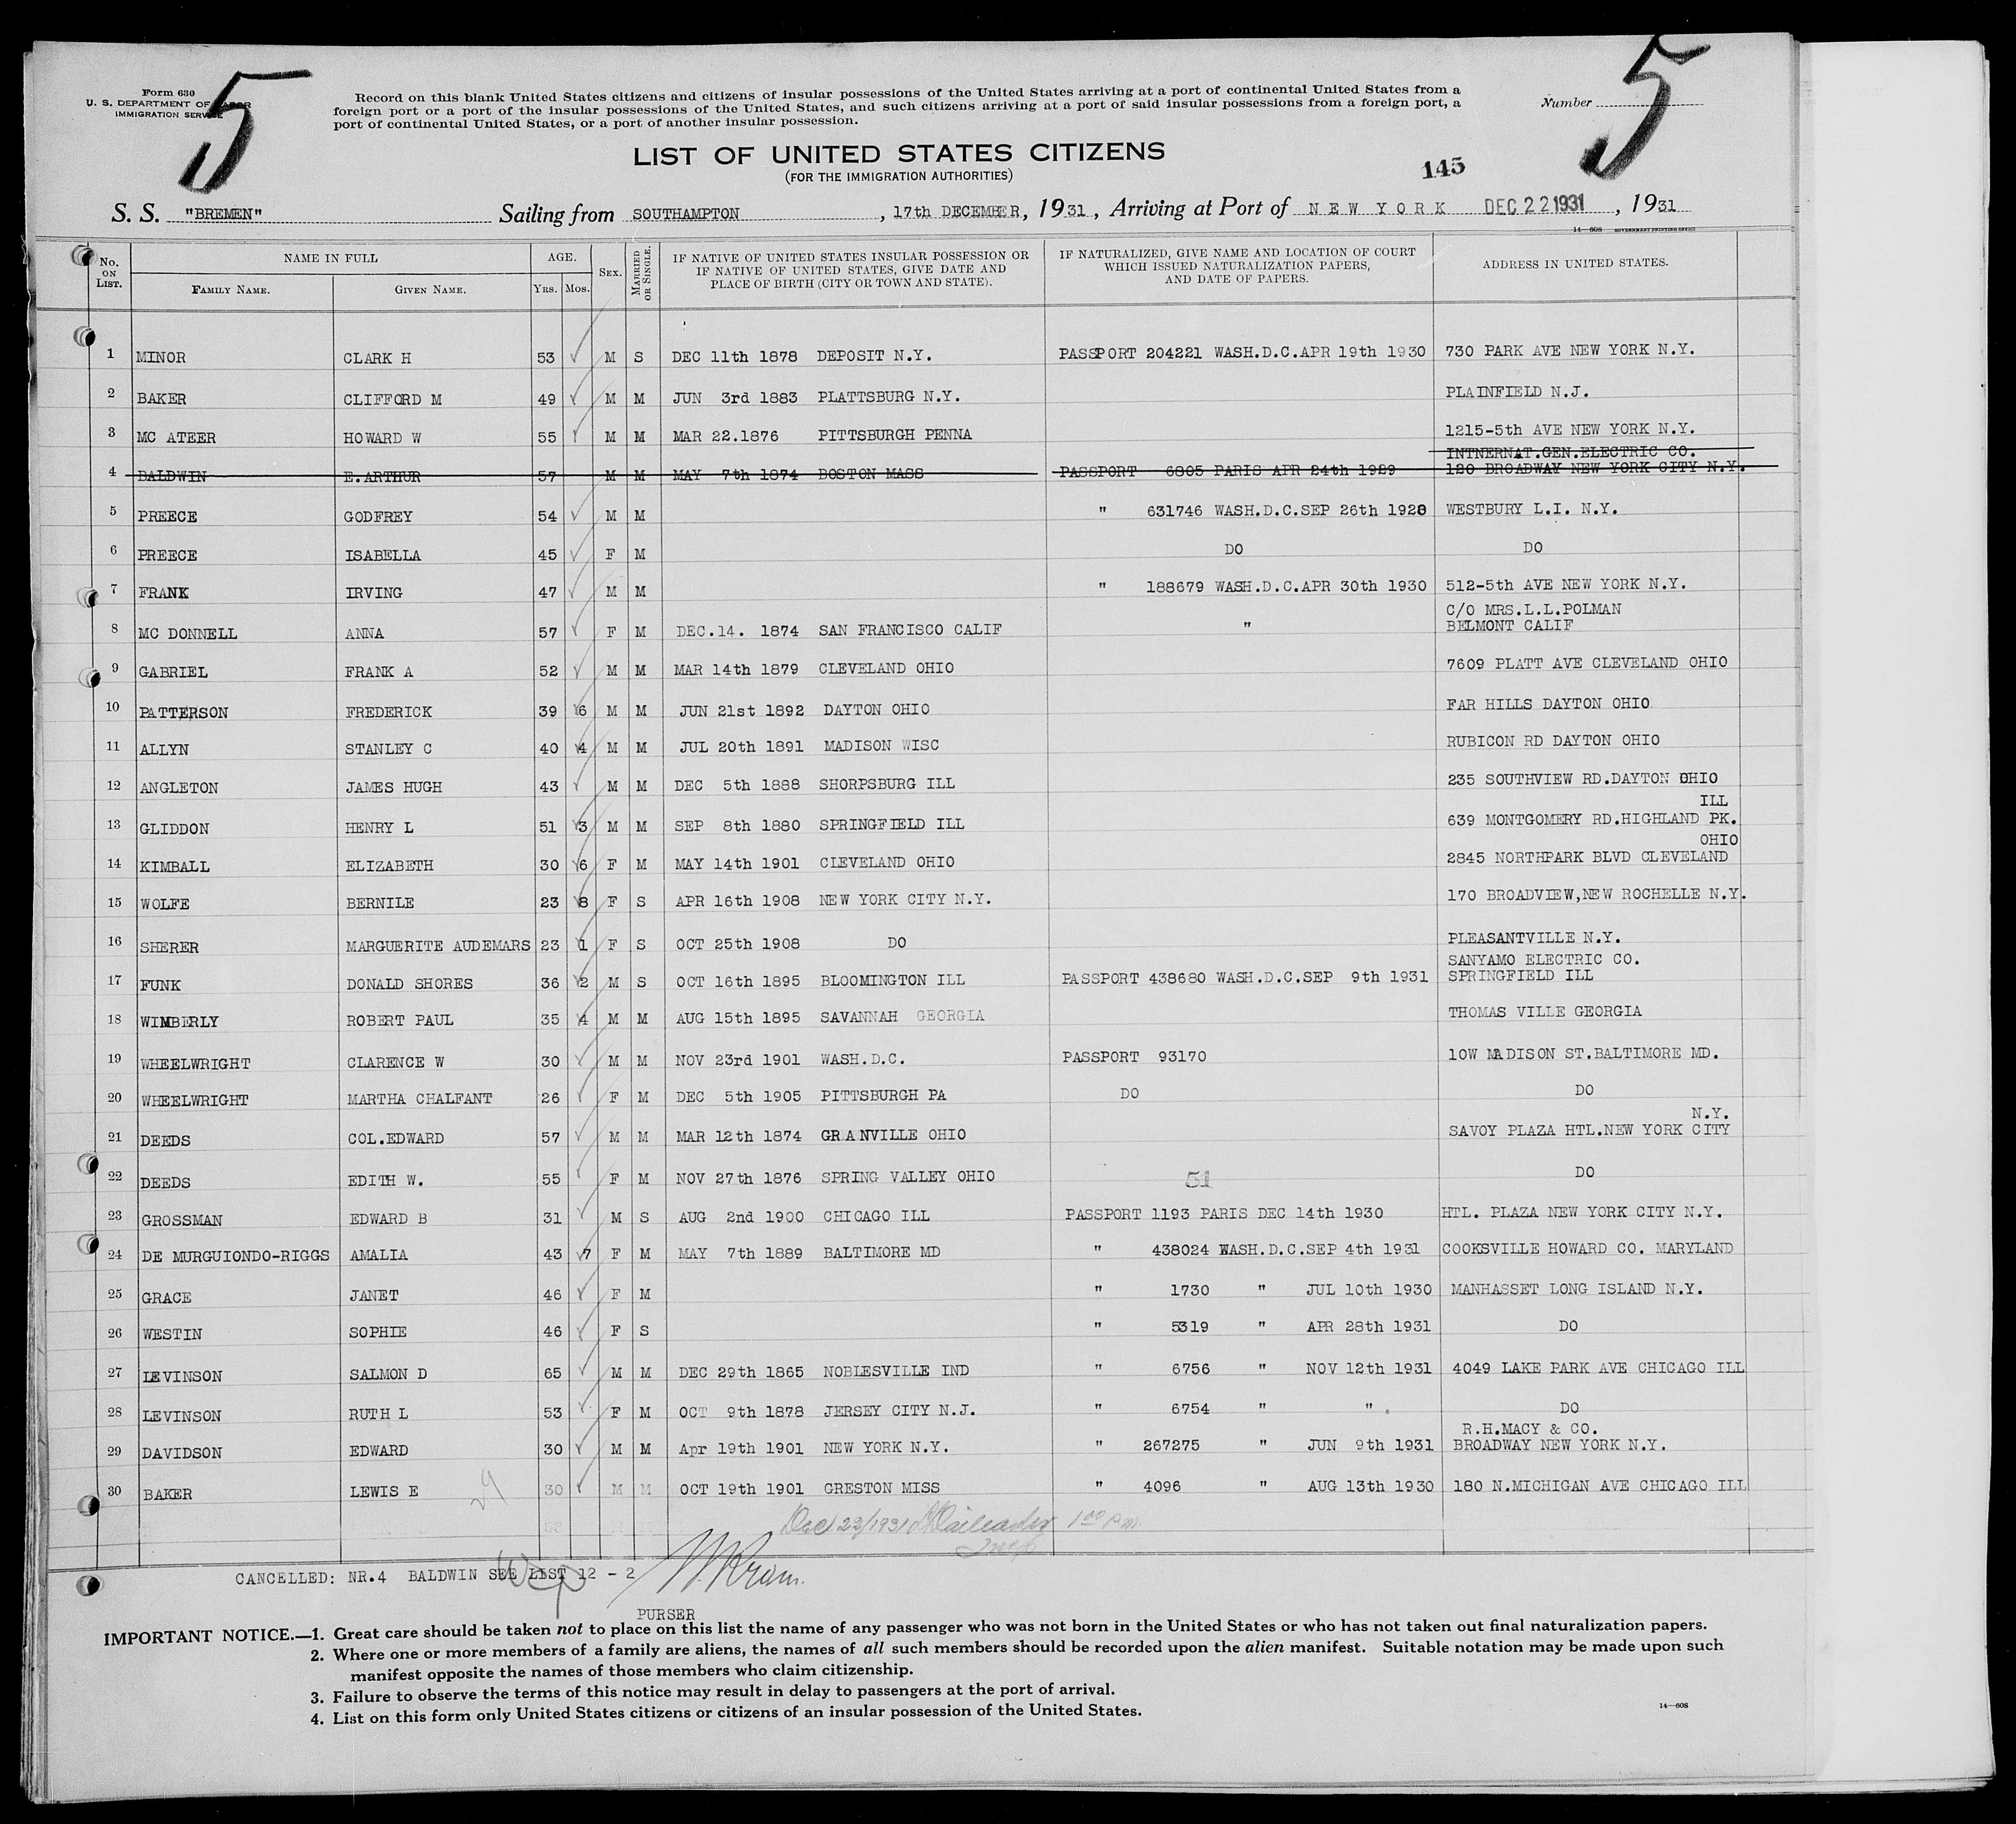 5
5
Form 630
U. S. DEPARTMENT OF LABOR
IMMIGRATION SERVICE
Record on this blank United States citizens and citizens of insular possessions of the United States arriving at a port of continental United States from a
foreign port or a port of the insular possessions of the United States, and such citizens arriving at a port of said insular possessions from a foreign port, a
port of continental United States, or a port of another insular possession.
Number
LIST OF UNITED STATES CITIZENS
(FOR THE IMMIGRATION AUTHORITIES)
145
S. S. "BREMEN" Sailing from SOUTHAMPTON, 17th DECEMBER, 1931, Arriving at Port of NEW YORK DEC 22 1931, 1931
14—608 GOVERNMENT PRINTING OFFICE
No. ON LIST. NAME IN FULL FAMILY NAME. GIVEN NAME. AGE. YRS. MOS. SEX. MARRIED OR SINGLE. IF NATIVE OF UNITED STATES INSULAR POSSESSION OR IF NATIVE OF UNITED STATES, GIVE DATE AND PLACE OF BIRTH (CITY OR TOWN AND STATE). IF NATURALIZED, GIVE NAME AND LOCATION OF COURT WHICH ISSUED NATURALIZATION PAPERS, AND DATE OF PAPERS. ADDRESS IN UNITED STATES.
1 MINOR CLARK H 53 M S DEC 11th 1878 DEPOSIT N.Y. PASSPORT 204221 WASH.D.C.APR 19th 1930 730 PARK AVE NEW YORK N.Y.
2 BAKER CLIFFORD M 49 M M JUN 3rd 1883 PLATTSBURG N.Y. PLAINFIELD N.J.
3 MC ATEER HOWARD W 55 M M MAR 22.1876 PITTSBURGH PENNA 1215-5th AVE NEW YORK N.Y.
INTNERNAT.GEN.ELECTRIC CO.
4 BALDWIN E.ARTHUR 57 M M MAY 7th 1874 BOSTON MASS PASSPORT 6805 PARIS APR 24th 1929 120 BROADWAY NEW YORK CITY N.Y.
5 PREECE GODFREY 54 M M " 631746 WASH.D.C.SEP 26th 1928 WESTBURY L.I. N.Y.
6 PREECE ISABELLA 45 F M DO DO
7 FRANK IRVING 47 M M " 188679 WASH.D.C.APR 30th 1930 512-5th AVE NEW YORK N.Y.
C/O MRS.L.L.POLMAN
8 MC DONNELL ANNA 57 F M DEC.14. 1874 SAN FRANCISCO CALIF " BELMONT CALIF
9 GABRIEL FRANK A 52 M M MAR 14th 1879 CLEVELAND OHIO 7609 PLATT AVE CLEVELAND OHIO
10 PATTERSON FREDERICK 39 6 M M JUN 21st 1892 DAYTON OHIO FAR HILLS DAYTON OHIO
11 ALLYN STANLEY C 40 4 M M JUL 20th 1891 MADISON WISC RUBICON RD DAYTON OHIO
12 ANGLETON JAMES HUGH 43 M M DEC 5th 1888 SHORPSBURG ILL 235 SOUTHVIEW RD.DAYTON OHIO
ILL
13 GLIDDON HENRY L 51 3 M M SEP 8th 1880 SPRINGFIELD ILL 639 MONTGOMERY RD.HIGHLAND PK.
OHIO
14 KIMBALL ELIZABETH 30 6 F M MAY 14th 1901 CLEVELAND OHIO 2845 NORTHPARK BLVD CLEVELAND
15 WOLFE BERNILE 23 8 F S APR 16th 1908 NEW YORK CITY N.Y. 170 BROADVIEW,NEW ROCHELLE N.Y.
16 SHERER MARGUERITE AUDEMARS 23 1 F S OCT 25th 1908 DO PLEASANTVILLE N.Y.
SANYAMO ELECTRIC CO.
17 FUNK DONALD SHORES 36 2 M S OCT 16th 1895 BLOOMINGTON ILL PASSPORT 438680 WASH.D.C.SEP 9th 1931 SPRINGFIELD ILL
18 WIMBERLY ROBERT PAUL 35 4 M M AUG 15th 1895 SAVANNAH GEORGIA THOMAS VILLE GEORGIA
19 WHEELWRIGHT CLARENCE W 30 M M NOV 23rd 1901 WASH.D.C. PASSPORT 93170 10W MADISON ST.BALTIMORE MD.
20 WHEELWRIGHT MARTHA CHALFANT 26 F M DEC 5th 1905 PITTSBURGH PA DO DO
N.Y.
21 DEEDS COL.EDWARD 57 M M MAR 12th 1874 GRANVILLE OHIO SAVOY PLAZA HTL.NEW YORK CITY
22 DEEDS EDITH W. 55 F M NOV 27th 1876 SPRING VALLEY OHIO 51 DO
23 GROSSMAN EDWARD B 31 M S AUG 2nd 1900 CHICAGO ILL PASSPORT 1193 PARIS DEC 14th 1930 HTL. PLAZA NEW YORK CITY N.Y.
24 DE MURGUIONDO-RIGGS AMALIA 43 7 F M MAY 7th 1889 BALTIMORE MD " 438024 WASH.D.C.SEP 4th 1931 COOKSVILLE HOWARD CO. MARYLAND
25 GRACE JANET 46 F M " 1730 " JUL 10th 1930 MANHASSET LONG ISLAND N.Y.
26 WESTIN SOPHIE 46 F S " 5319 " APR 28th 1931 DO
27 LEVINSON SALMON D 65 M M DEC 29th 1865 NOBLESVILLE IND " 6756 " NOV 12th 1931 4049 LAKE PARK AVE CHICAGO ILL
28 LEVINSON RUTH L 53 F M OCT 9th 1878 JERSEY CITY N.J. " 6754 " " . DO
R.H.MACY & CO.
29 DAVIDSON EDWARD 30 M M Apr 19th 1901 NEW YORK N.Y. " 267275 " JUN 9th 1931 BROADWAY NEW YORK N.Y.
30 BAKER LEWIS E 30 M M OCT 19th 1901 GRESTON MISS " 4096 " AUG 13th 1930 180 N.MICHIGAN AVE CHICAGO ILL
29
Dec 22/1931 1 00 P.m.
CANCELLED: NR.4 BALDWIN SEE LIST 12 - 2
PURSER
IMPORTANT NOTICE.—1. Great care should be taken not to place on this list the name of any passenger who was not born in the United States or who has not taken out final naturalization papers.
2. Where one or more members of a family are aliens, the names of all such members should be recorded upon the alien manifest. Suitable notation may be made upon such
manifest opposite the names of those members who claim citizenship.
3. Failure to observe the terms of this notice may result in delay to passengers at the port of arrival.
4. List on this form only United States citizens or citizens of an insular possession of the United States.
14—608